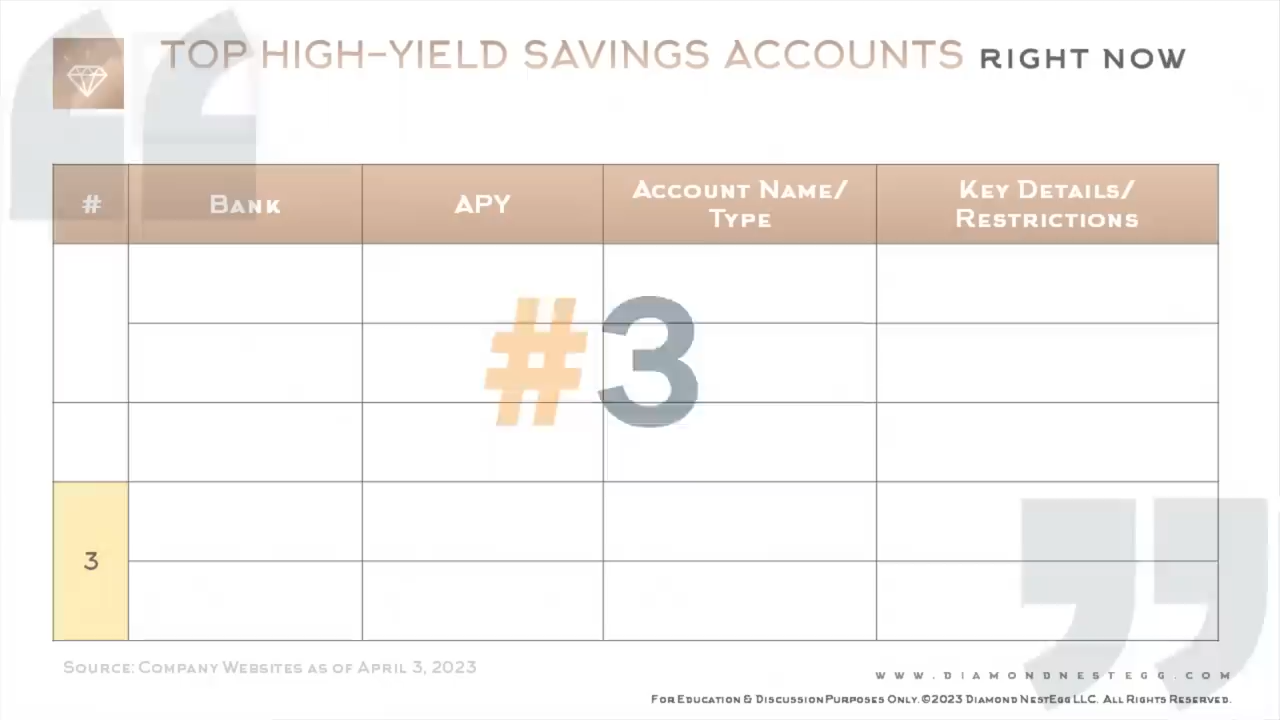 TOP HIGH-YIELD SAVINGS ACCOUNTS RIGHT NOW
# Bank APY Account Name/ Type Key Details/ Restrictions
#3
3
Source: Company Websites as of April 3, 2023
WWW.DIAMONDNESTEGG.COM
For Education & Discussion Purposes Only. ©2023 Diamond NestEgg LLC. All Rights Reserved.